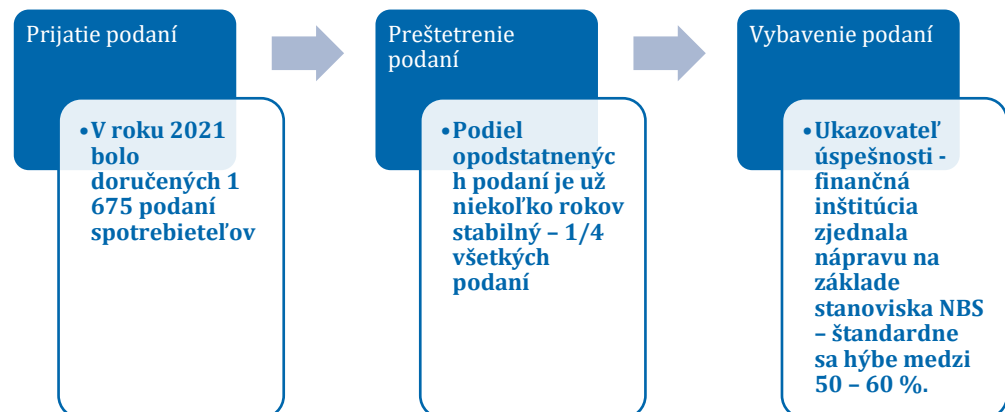 Prijatie podaní
•V roku 2021
bolo
doručených 1
675 podaní
spotrebieteľov
Preštetrenie
podaní
•Podiel
opodstatnenýc
h podaní je už
niekoľko rokov
stabilný – 1/4
všetkých
podaní
Vybavenie podaní
•Ukazovateľ
úspešnosti -
finančná
inštitúcia
zjednala
nápravu na
základe
stanoviska NBS
– štandardne
sa hýbe medzi
50 – 60 %.